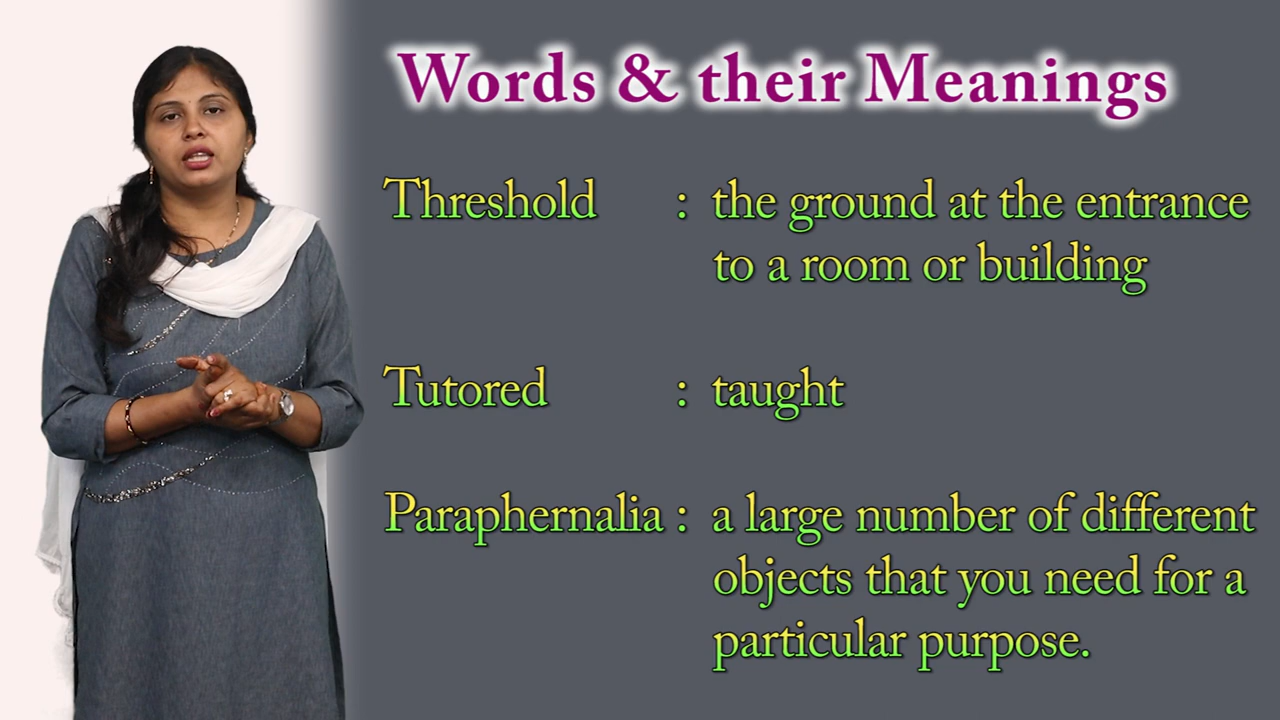 Words & their Meanings
Threshold : the ground at the entrance
to a room or building
Tutored : taught
Paraphernalia : a large number of different
objects that you need for a
particular purpose.